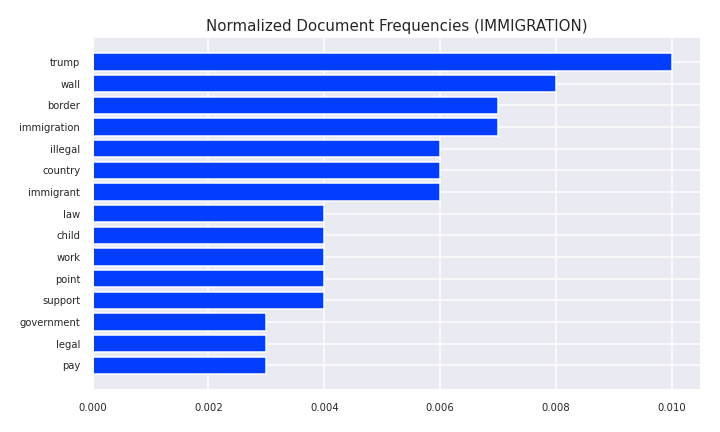 Normalized Document Frequencies (IMMIGRATION)
trump
wall
border
immigration
illegal
country
immigrant
law
child
work
point
support
government
legal
pay
0.000 0.002 0.004 0.006 0.008 0.010